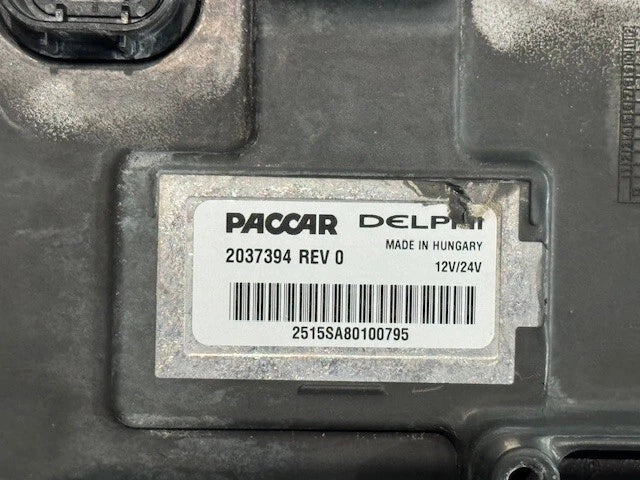 PACCAR DELPHI
MADE IN HUNGARY
2037394 REV 0
12V/24V
2515SA80100795